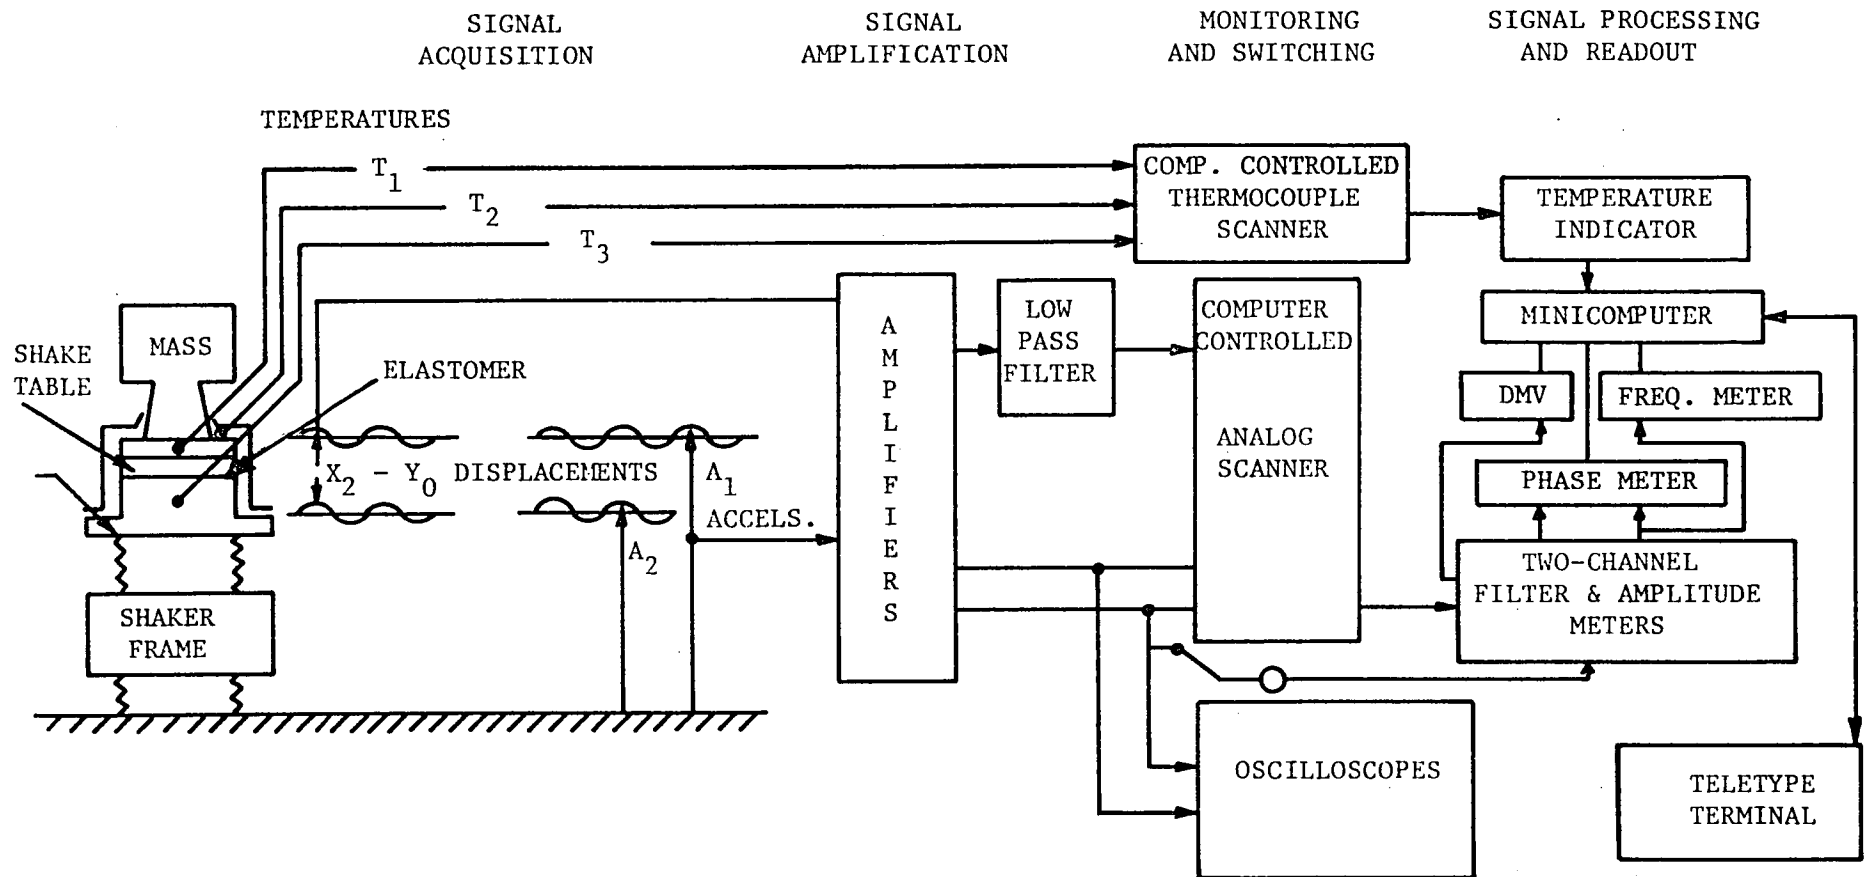 SIGNAL
ACQUISITION
SIGNAL
AMPLIFICATION
MONITORING
AND SWITCHING
SIGNAL PROCESSING
AND READOUT
TEMPERATURES
T1
T2
T3
COMP. CONTROLLED
THERMOCOUPLE
SCANNER
TEMPERATURE
INDICATOR
MASS
SHAKE
TABLE
ELASTOMER
X2 - Y0 DISPLACEMENTS
A1
ACCELS.
A2
SHAKER
FRAME
AMPLIFIERS
LOW
PASS
FILTER
COMPUTER
CONTROLLED
ANALOG
SCANNER
MINICOMPUTER
DMV
FREQ. METER
PHASE METER
TWO-CHANNEL
FILTER & AMPLITUDE
METERS
OSCILLOSCOPES
TELETYPE
TERMINAL